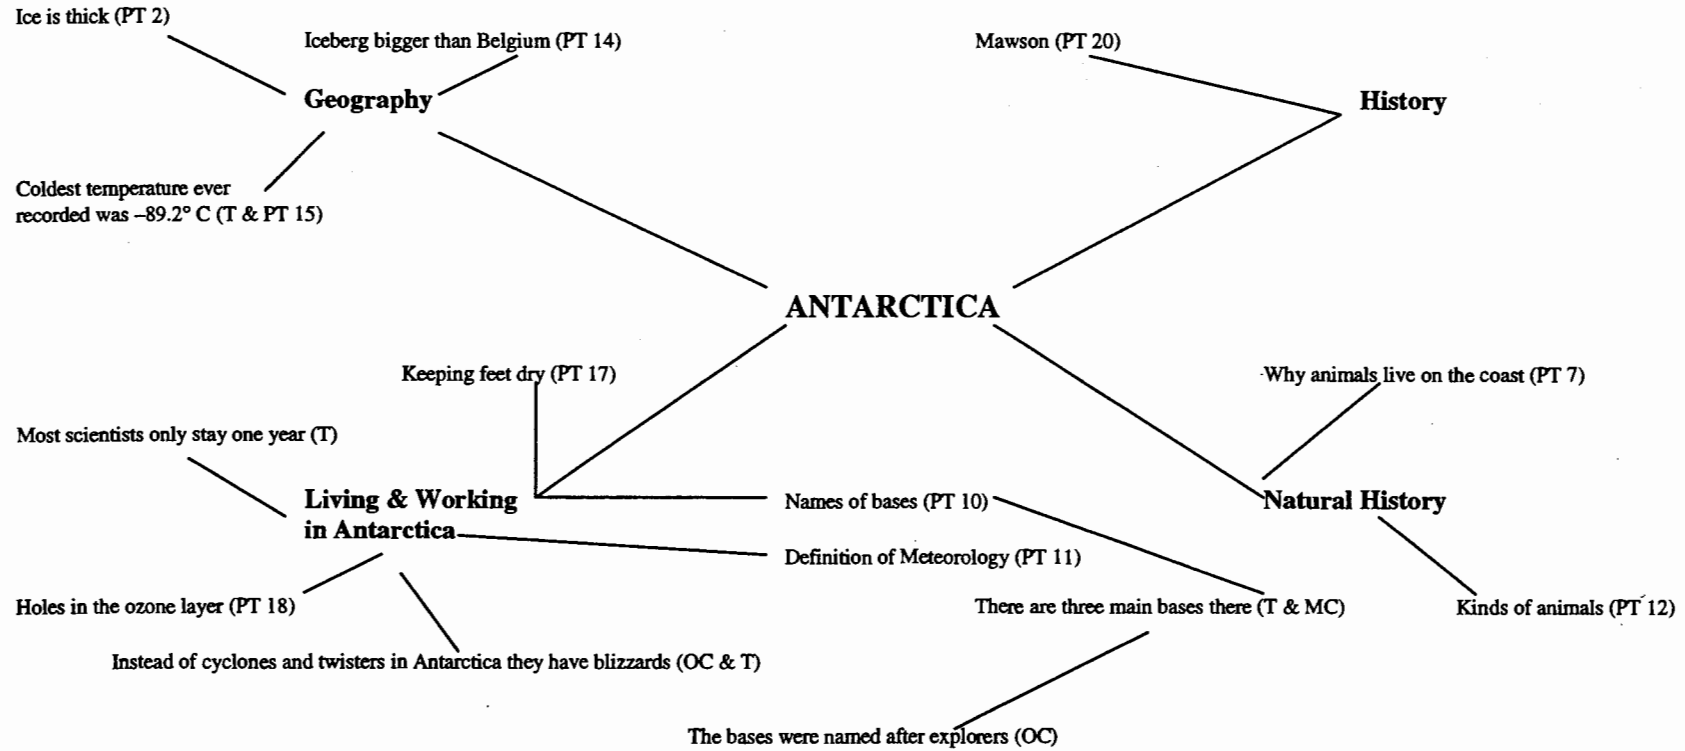 Ice is thick (PT 2)
Iceberg bigger than Belgium (PT 14)
Mawson (PT 20)
Geography
History
Coldest temperature ever
recorded was –89.2° C (T & PT 15)
ANTARCTICA
Keeping feet dry (PT 17)
Why animals live on the coast (PT 7)
Most scientists only stay one year (T)
Living & Working
in Antarctica
Names of bases (PT 10)
Natural History
Definition of Meteorology (PT 11)
Holes in the ozone layer (PT 18)
There are three main bases there (T & MC)
Kinds of animals (PT 12)
Instead of cyclones and twisters in Antarctica they have blizzards (OC & T)
The bases were named after explorers (OC)